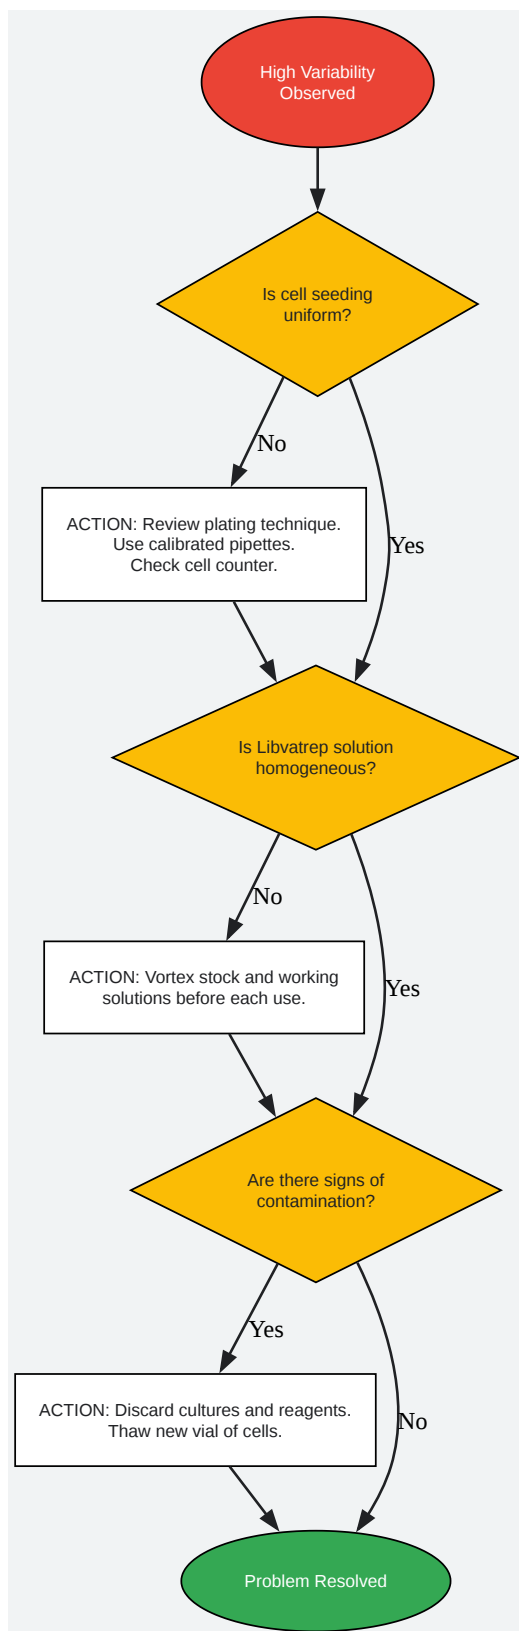 High Variability
Observed
Is cell seeding
uniform?
No
ACTION: Review plating technique.
Use calibrated pipettes.
Check cell counter.
Yes
Is Libvatrep solution
homogeneous?
No
ACTION: Vortex stock and working
solutions before each use.
Yes
Are there signs of
contamination?
Yes
ACTION: Discard cultures and reagents.
Thaw new vial of cells.
No
Problem Resolved